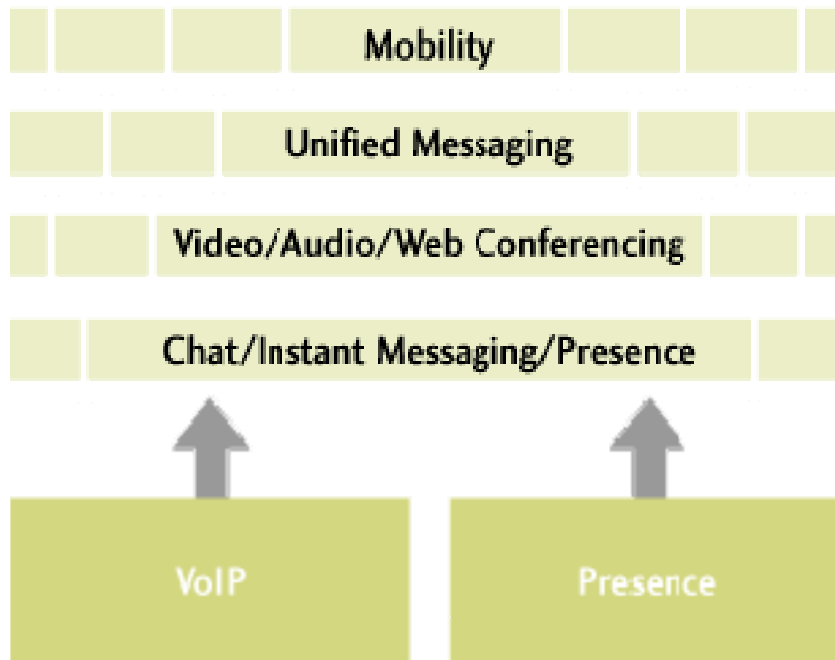 Mobility
Unified Messaging
Video/Audio/Web Conferencing
Chat/Instant Messaging/Presence
VoIP
Presence